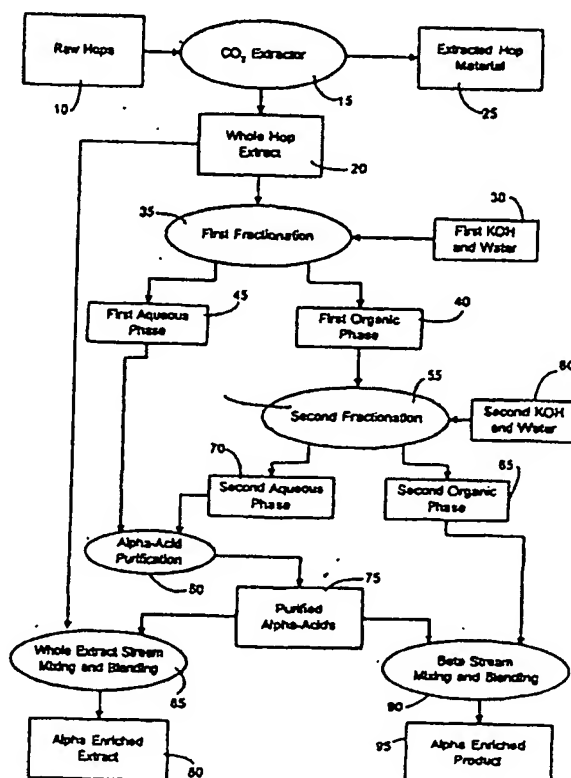 Raw Hops
10
CO₂ Extractor
15
Extracted Hop
Material
25
Whole Hop
Extract
20
35
First Fractionation
30
First KOH
and Water
45
First Aqueous
Phase
40
First Organic
Phase
55
Second Fractionation
60
Second KOH
and Water
70
Second Aqueous
Phase
65
Second Organic
Phase
Alpha-Acid
Purification
50
75
Purified
Alpha-Acids
Whole Extract Stream
Mixing and Blending
85
Beta Stream
Mixing and Blending
90
Alpha Enriched
Extract
80
95
Alpha Enriched
Product